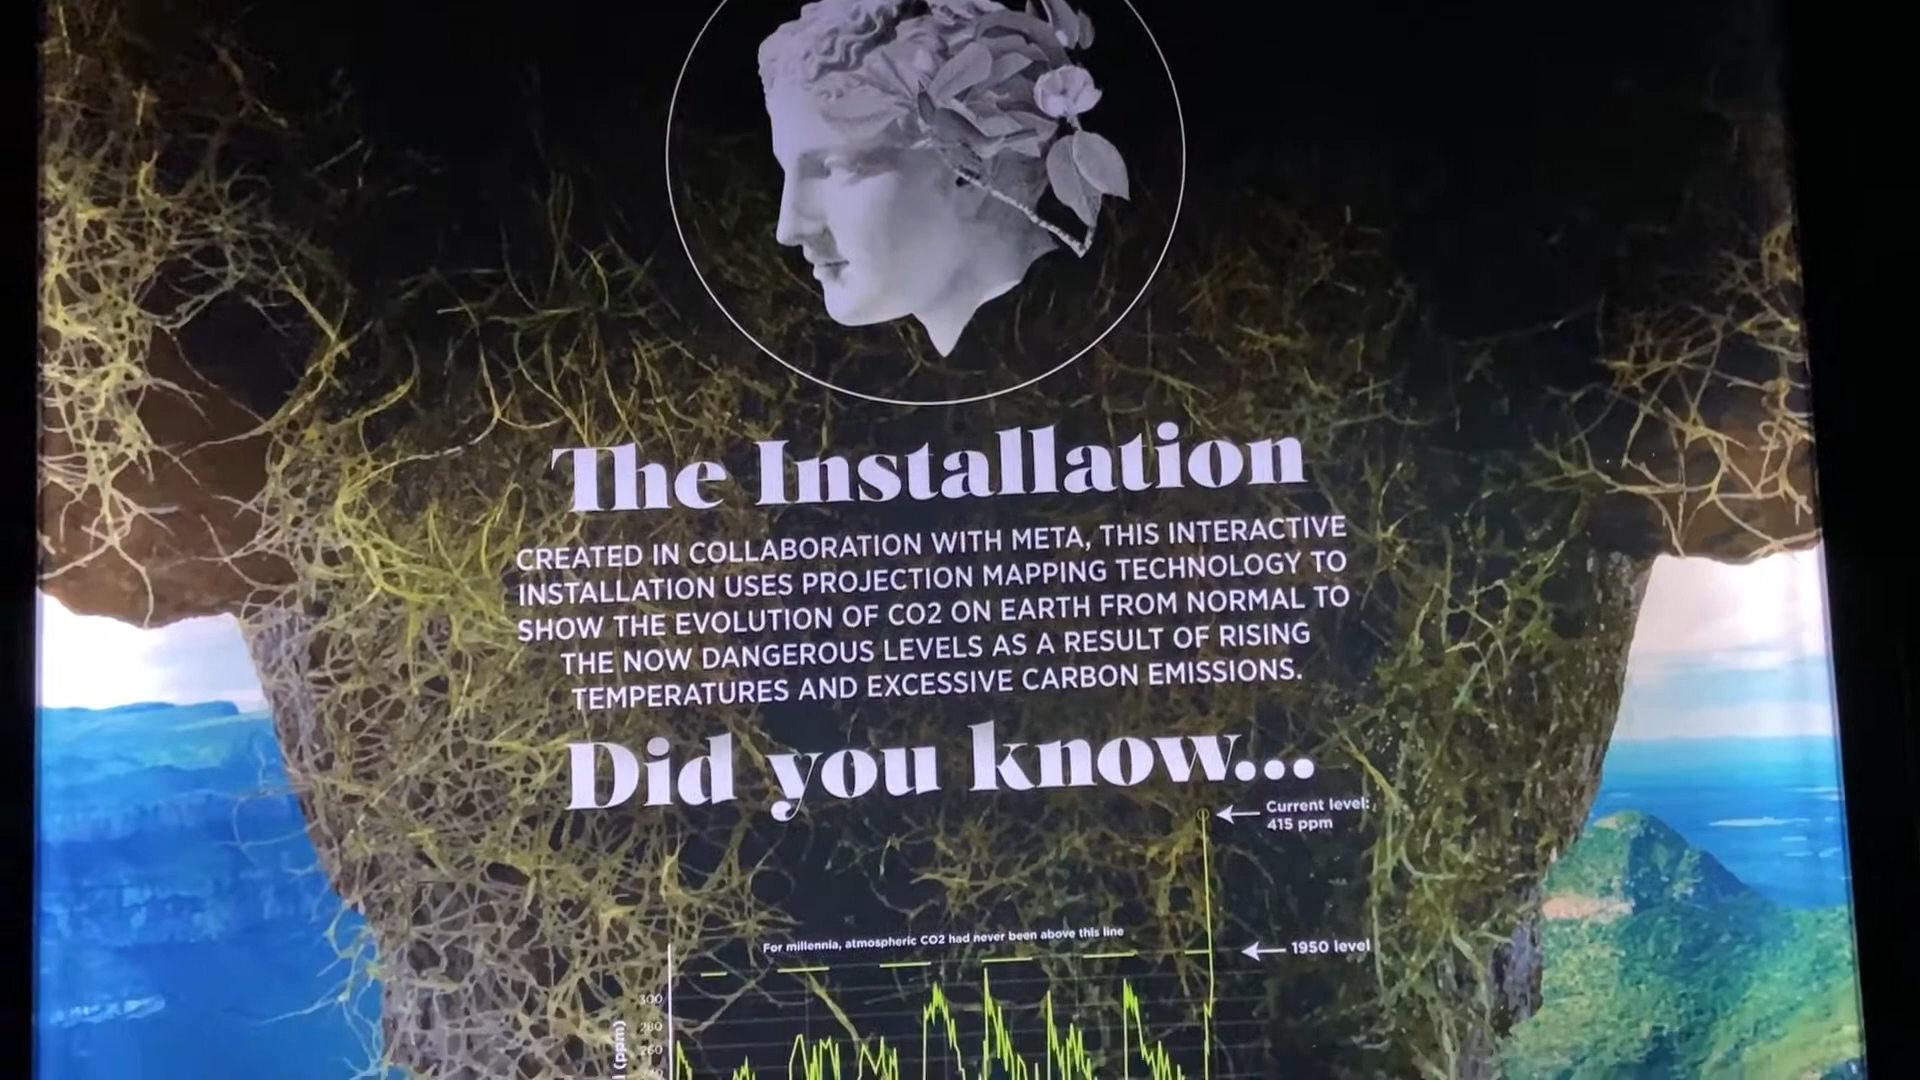 The Installation
CREATED IN COLLABORATION WITH META, THIS INTERACTIVE
INSTALLATION USES PROJECTION MAPPING TECHNOLOGY TO
SHOW THE EVOLUTION OF CO2 ON EARTH FROM NORMAL TO
THE NOW DANGEROUS LEVELS AS A RESULT OF RISING
TEMPERATURES AND EXCESSIVE CARBON EMISSIONS.
Did you know...
Current level:
415 ppm
For millennia, atmospheric CO2 had never been above this line
1950 level
300
280
260
(ppm)